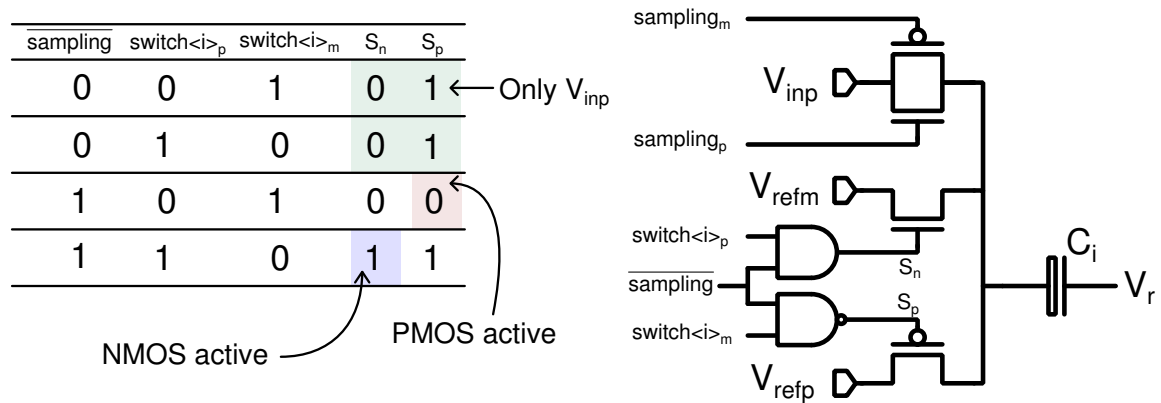 sampling switch<i>p switch<i>m Sn Sp
0 0 1 0 1
Only Vinp
0 1 0 0 1
1 0 1 0 0
1 1 0 1 1
NMOS active
PMOS active
samplingm
Vinp
samplingp
Vrefm
switch<i>p
Sn
sampling
Sp
switch<i>m
Vrefp
Ci
Vr